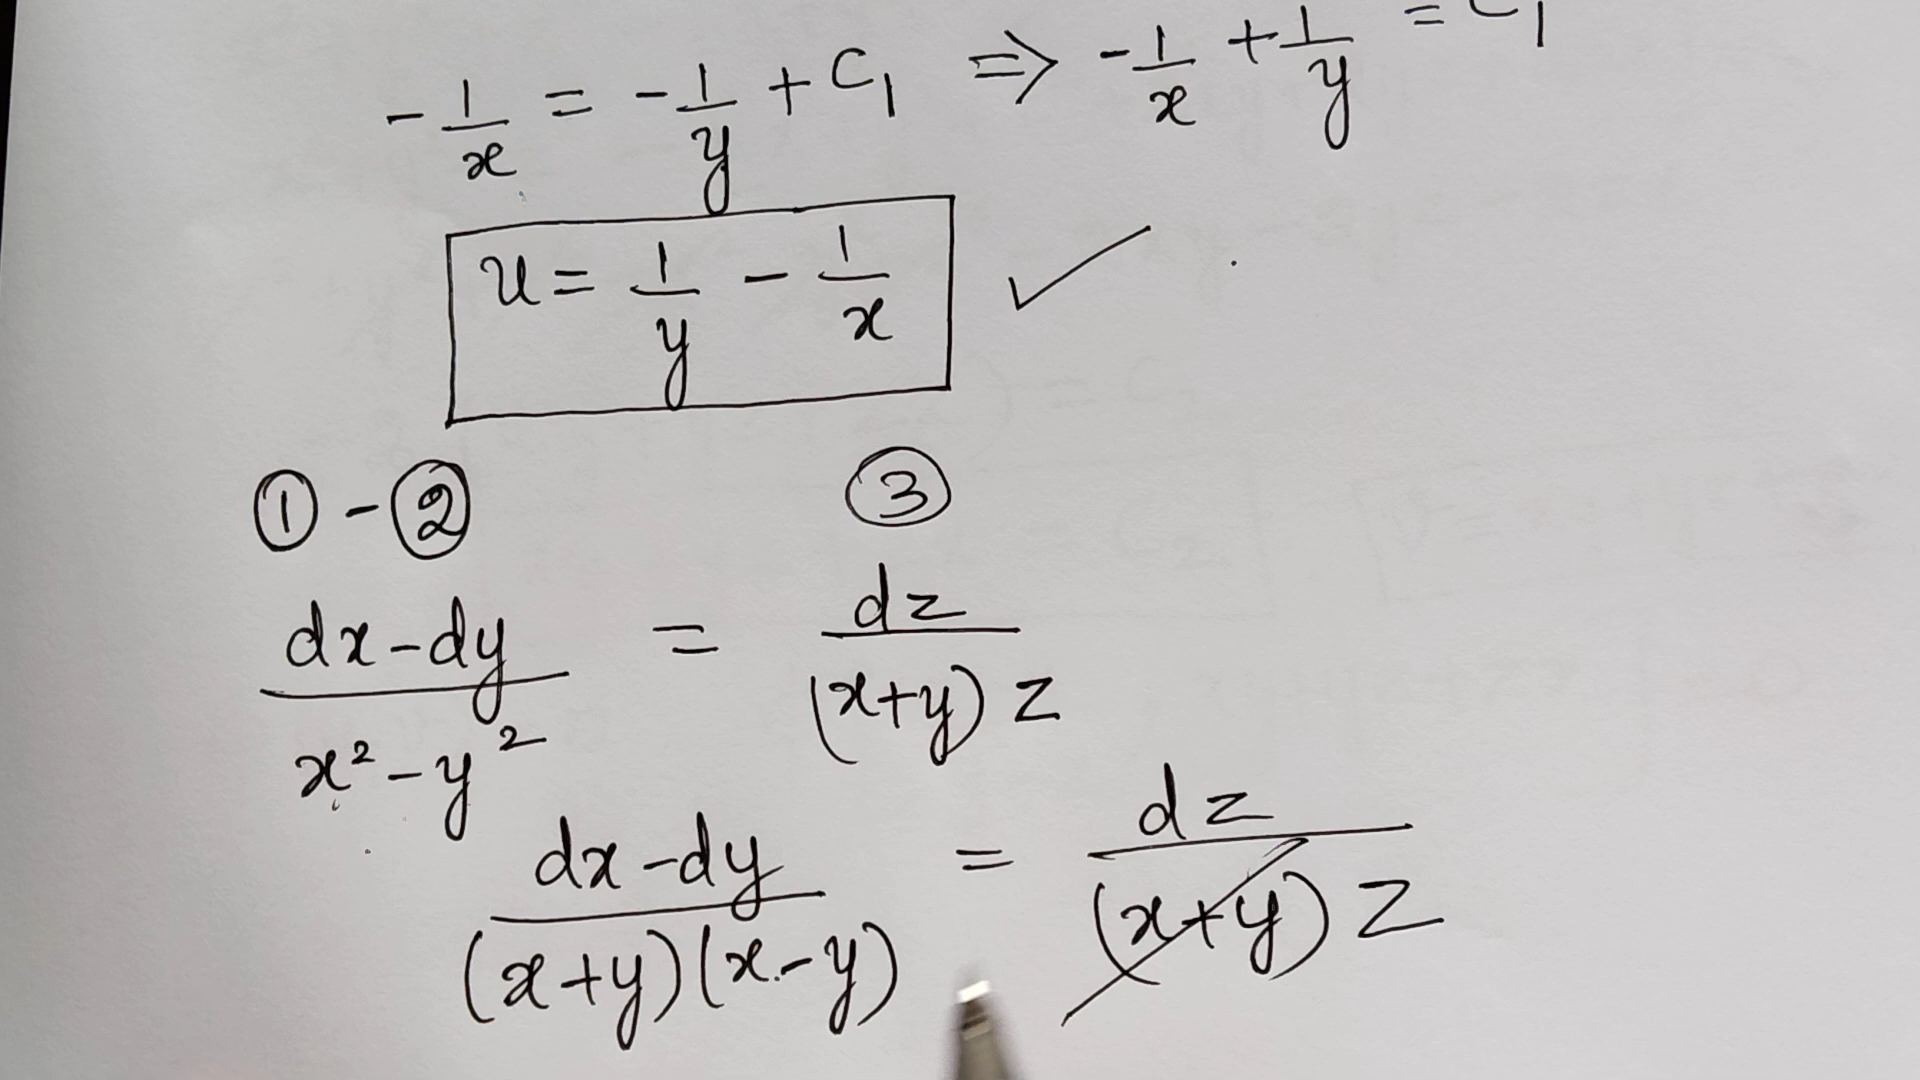 -1/x = -1/y + C₁ ⇒ -1/x + 1/y = C₁
u = 1/y - 1/x ✓
① - ② ③
(dx-dy)/(x²-y²) = dz/((x+y) z)
(dx-dy)/((x+y)(x-y)) = dz/((x+y) z)